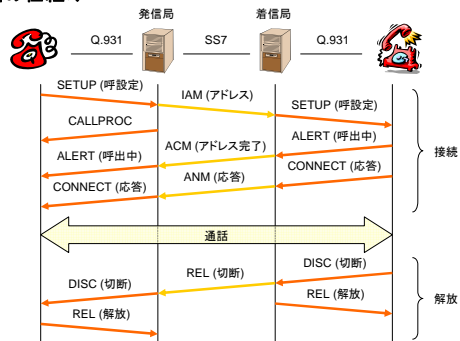 発信局
着信局
Q.931
SS7
Q.931
SETUP (呼設定)
IAM (アドレス)
SETUP (呼設定)
CALLPROC
ALERT (呼出中)
ACM (アドレス完了)
ALERT (呼出中)
CONNECT (応答)
ANM (応答)
CONNECT (応答)
接続
通話
DISC (切断)
REL (切断)
DISC (切断)
REL (解放)
REL (解放)
解放